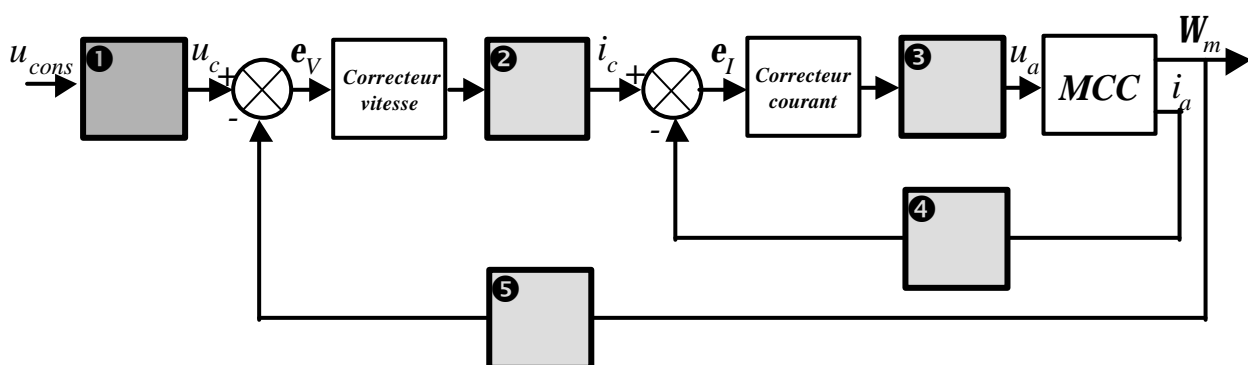 u_cons
❶
u_c
+
-
e_V
Correcteur
vitesse
❷
i_c
+
-
e_I
Correcteur
courant
❸
u_a
MCC
W_m
i_a
❹
❺